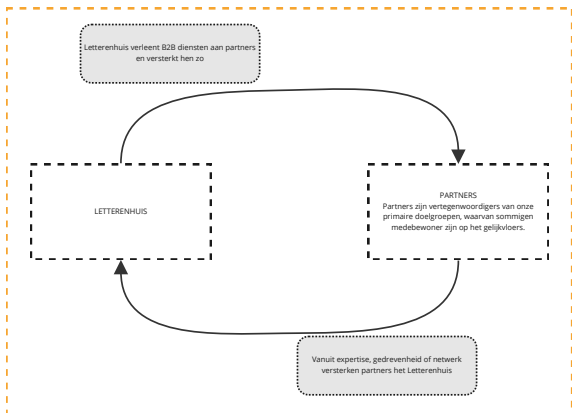 Letterenhuis verleent B2B diensten aan partners
en versterkt hen zo
LETTERENHUIS
PARTNERS
Partners zijn vertegenwoordigers van onze
primaire doelgroepen, waarvan sommigen
medebewoner zijn op het gelijkvloers.
Vanuit expertise, gedrevenheid of netwerk
versterken partners het Letterenhuis